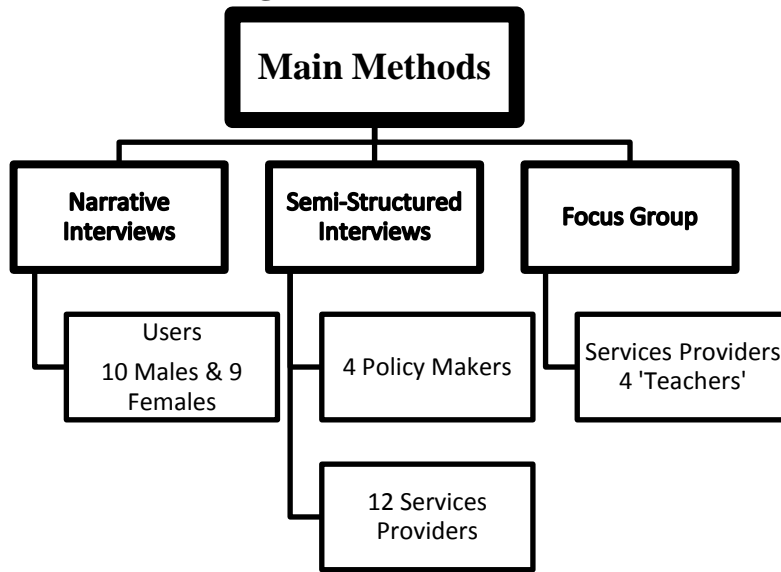 Main Methods
Narrative
Interviews
Semi-Structured
Interviews
Focus Group
Users
10 Males & 9
Females
4 Policy Makers
Services Providers
4 'Teachers'
12 Services
Providers